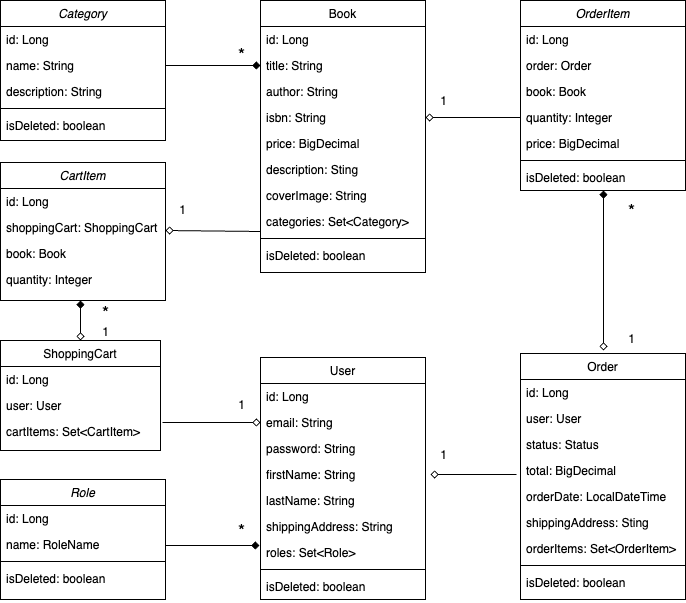 Category
id: Long
name: String
description: String
isDeleted: boolean
*
Book
id: Long
title: String
author: String
isbn: String
price: BigDecimal
description: Sting
coverImage: String
categories: Set<Category>
isDeleted: boolean
1
OrderItem
id: Long
order: Order
book: Book
quantity: Integer
price: BigDecimal
isDeleted: boolean
CartItem
id: Long
shoppingCart: ShoppingCart
book: Book
quantity: Integer
1
*
1
*
1
ShoppingCart
id: Long
user: User
cartItems: Set<CartItem>
1
User
id: Long
email: String
password: String
firstName: String
lastName: String
shippingAddress: String
roles: Set<Role>
isDeleted: boolean
1
Order
id: Long
user: User
status: Status
total: BigDecimal
orderDate: LocalDateTime
shippingAddress: Sting
orderItems: Set<OrderItem>
isDeleted: boolean
Role
id: Long
name: RoleName
isDeleted: boolean
*